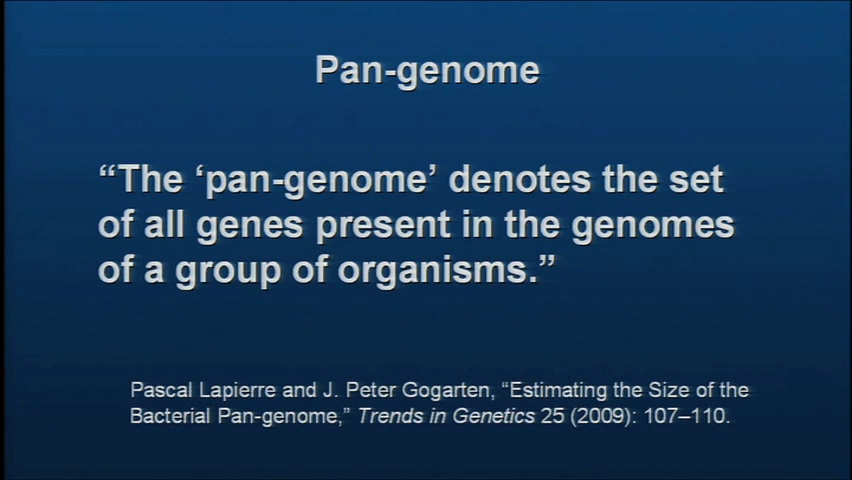 Pan-genome
“The ‘pan-genome’ denotes the set
of all genes present in the genomes
of a group of organisms.”
Pascal Lapierre and J. Peter Gogarten, “Estimating the Size of the
Bacterial Pan-genome,” Trends in Genetics 25 (2009): 107–110.